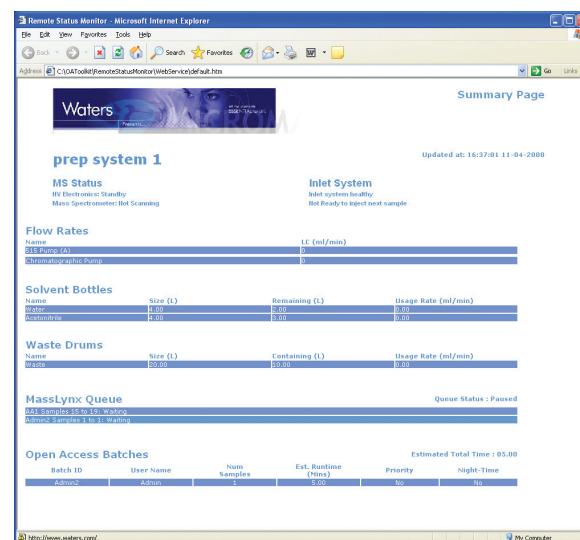 Remote Status Monitor - Microsoft Internet Explorer
File Edit View Favorites Tools Help
Back Search Favorites
Address C:\OAToolkit\RemoteStatusMonitor\WebService\default.htm Go Links
Waters
Summary Page
prep system 1
Updated at: 16:37:01 11-04-2008
MS Status Inlet System
HV Electronics: Standby Inlet system healthy
Mass Spectrometer: Not Scanning Not Ready to inject next sample
Flow Rates
Name LC (ml/min)
515 Pump (A) 0
Chromatographic Pump 0
Solvent Bottles
Name Size (L) Remaining (L) Usage Rate (ml/min)
Water 4.00 2.00 0.00
Acetonitrile 4.00 3.00 0.00
Waste Drums
Name Size (L) Containing (L) Usage Rate (ml/min)
Waste 20.00 10.00 0.00
MassLynx Queue Queue Status : Paused
AA1 Samples 15 to 19: Waiting
Admin2 Samples 1 to 1: Waiting
Open Access Batches Estimated Total Time : 05.00
Batch ID User Name Num Samples Est. Runtime (Mins) Priority Night-Time
Admin2 Admin 1 5.00 No No
http://www.waters.com/ My Computer